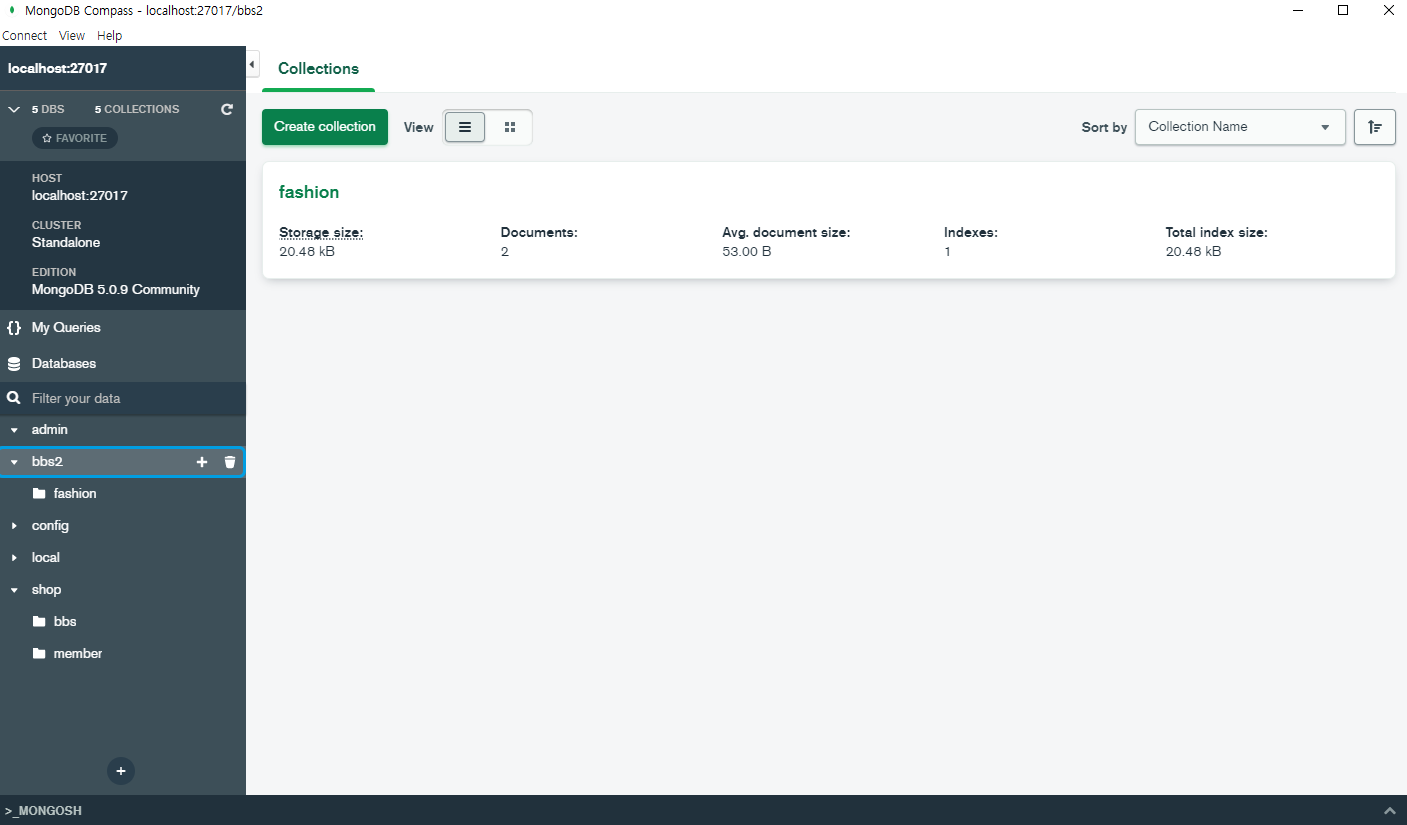 MongoDB Compass - localhost:27017/bbs2
Connect View Help
localhost:27017
5 DBS 5 COLLECTIONS
FAVORITE
HOST
localhost:27017
CLUSTER
Standalone
EDITION
MongoDB 5.0.9 Community
{} My Queries
Databases
Filter your data
admin
bbs2
fashion
config
local
shop
bbs
member
>_MONGOSH
Collections
Create collection View Sort by Collection Name
fashion
Storage size: Documents: Avg. document size: Indexes: Total index size:
20.48 kB 2 53.00 B 1 20.48 kB